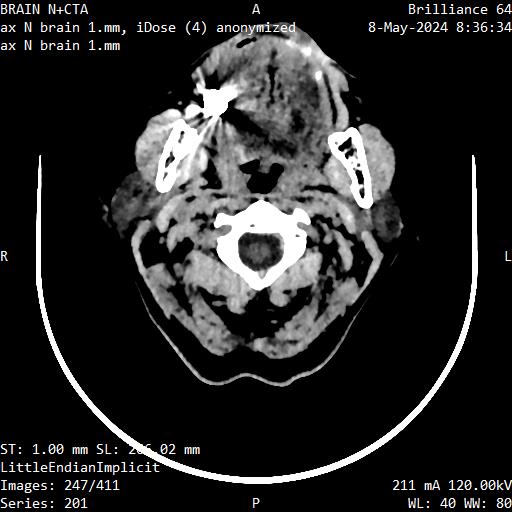 BRAIN N+CTA A Brilliance 64
ax N brain 1.mm, iDose (4) anonymized 8-May-2024 8:36:34
ax N brain 1.mm
R L
ST: 1.00 mm SL: 02 mm
LittleEndianImplicit
Images: 247/411 211 mA 120.00kV
Series: 201 P WL: 40 WW: 80